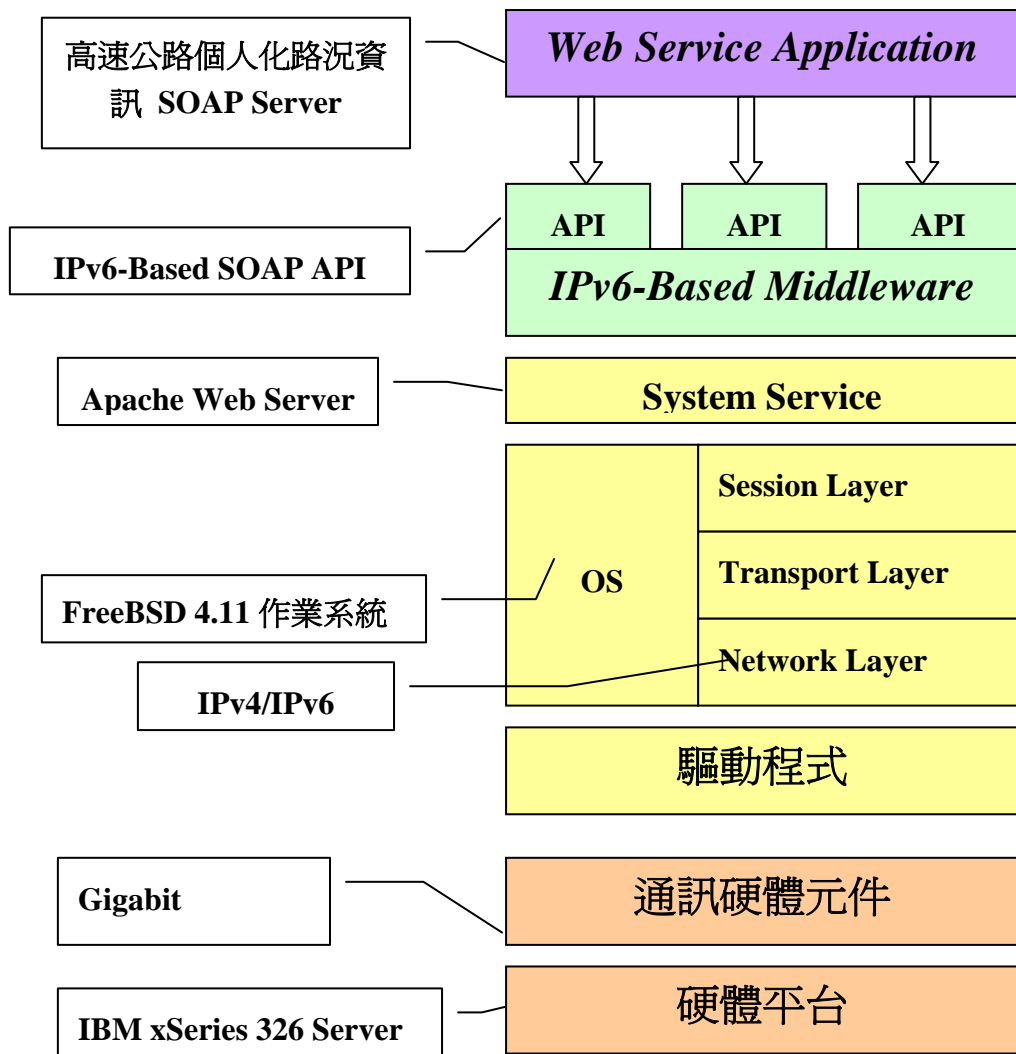 高速公路個人化路況資
訊 SOAP Server
Web Service Application
API
API
API
IPv6-Based SOAP API
IPv6-Based Middleware
Apache Web Server
System Service
Session Layer
OS
Transport Layer
FreeBSD 4.11 作業系統
Network Layer
IPv4/IPv6
驅動程式
Gigabit
通訊硬體元件
硬體平台
IBM xSeries 326 Server